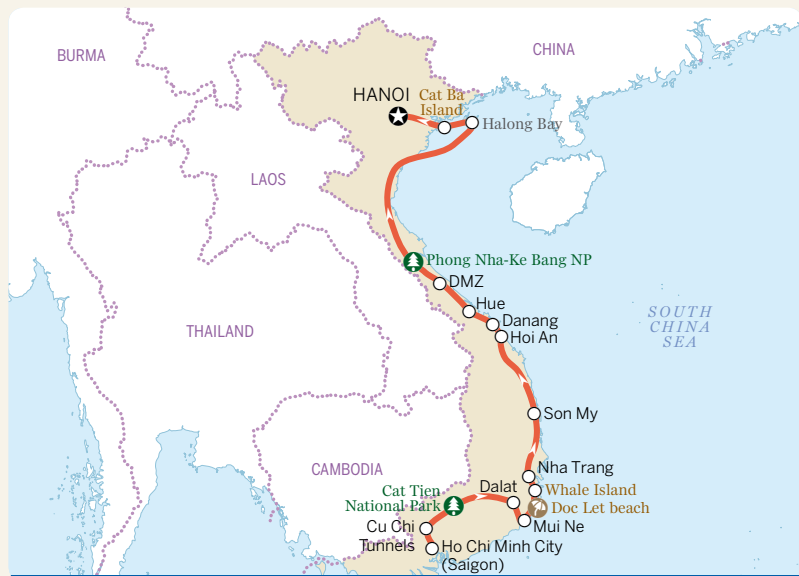 BURMA
CHINA
HANOI
Cat Ba
Island
Halong Bay
LAOS
Phong Nha-Ke Bang NP
DMZ
Hue
Danang
Hoi An
SOUTH
CHINA
SEA
THAILAND
Son My
CAMBODIA
Nha Trang
Dalat
Whale Island
Cat Tien
National Park
Doc Let beach
Mui Ne
Cu Chi
Tunnels
Ho Chi Minh City
(Saigon)